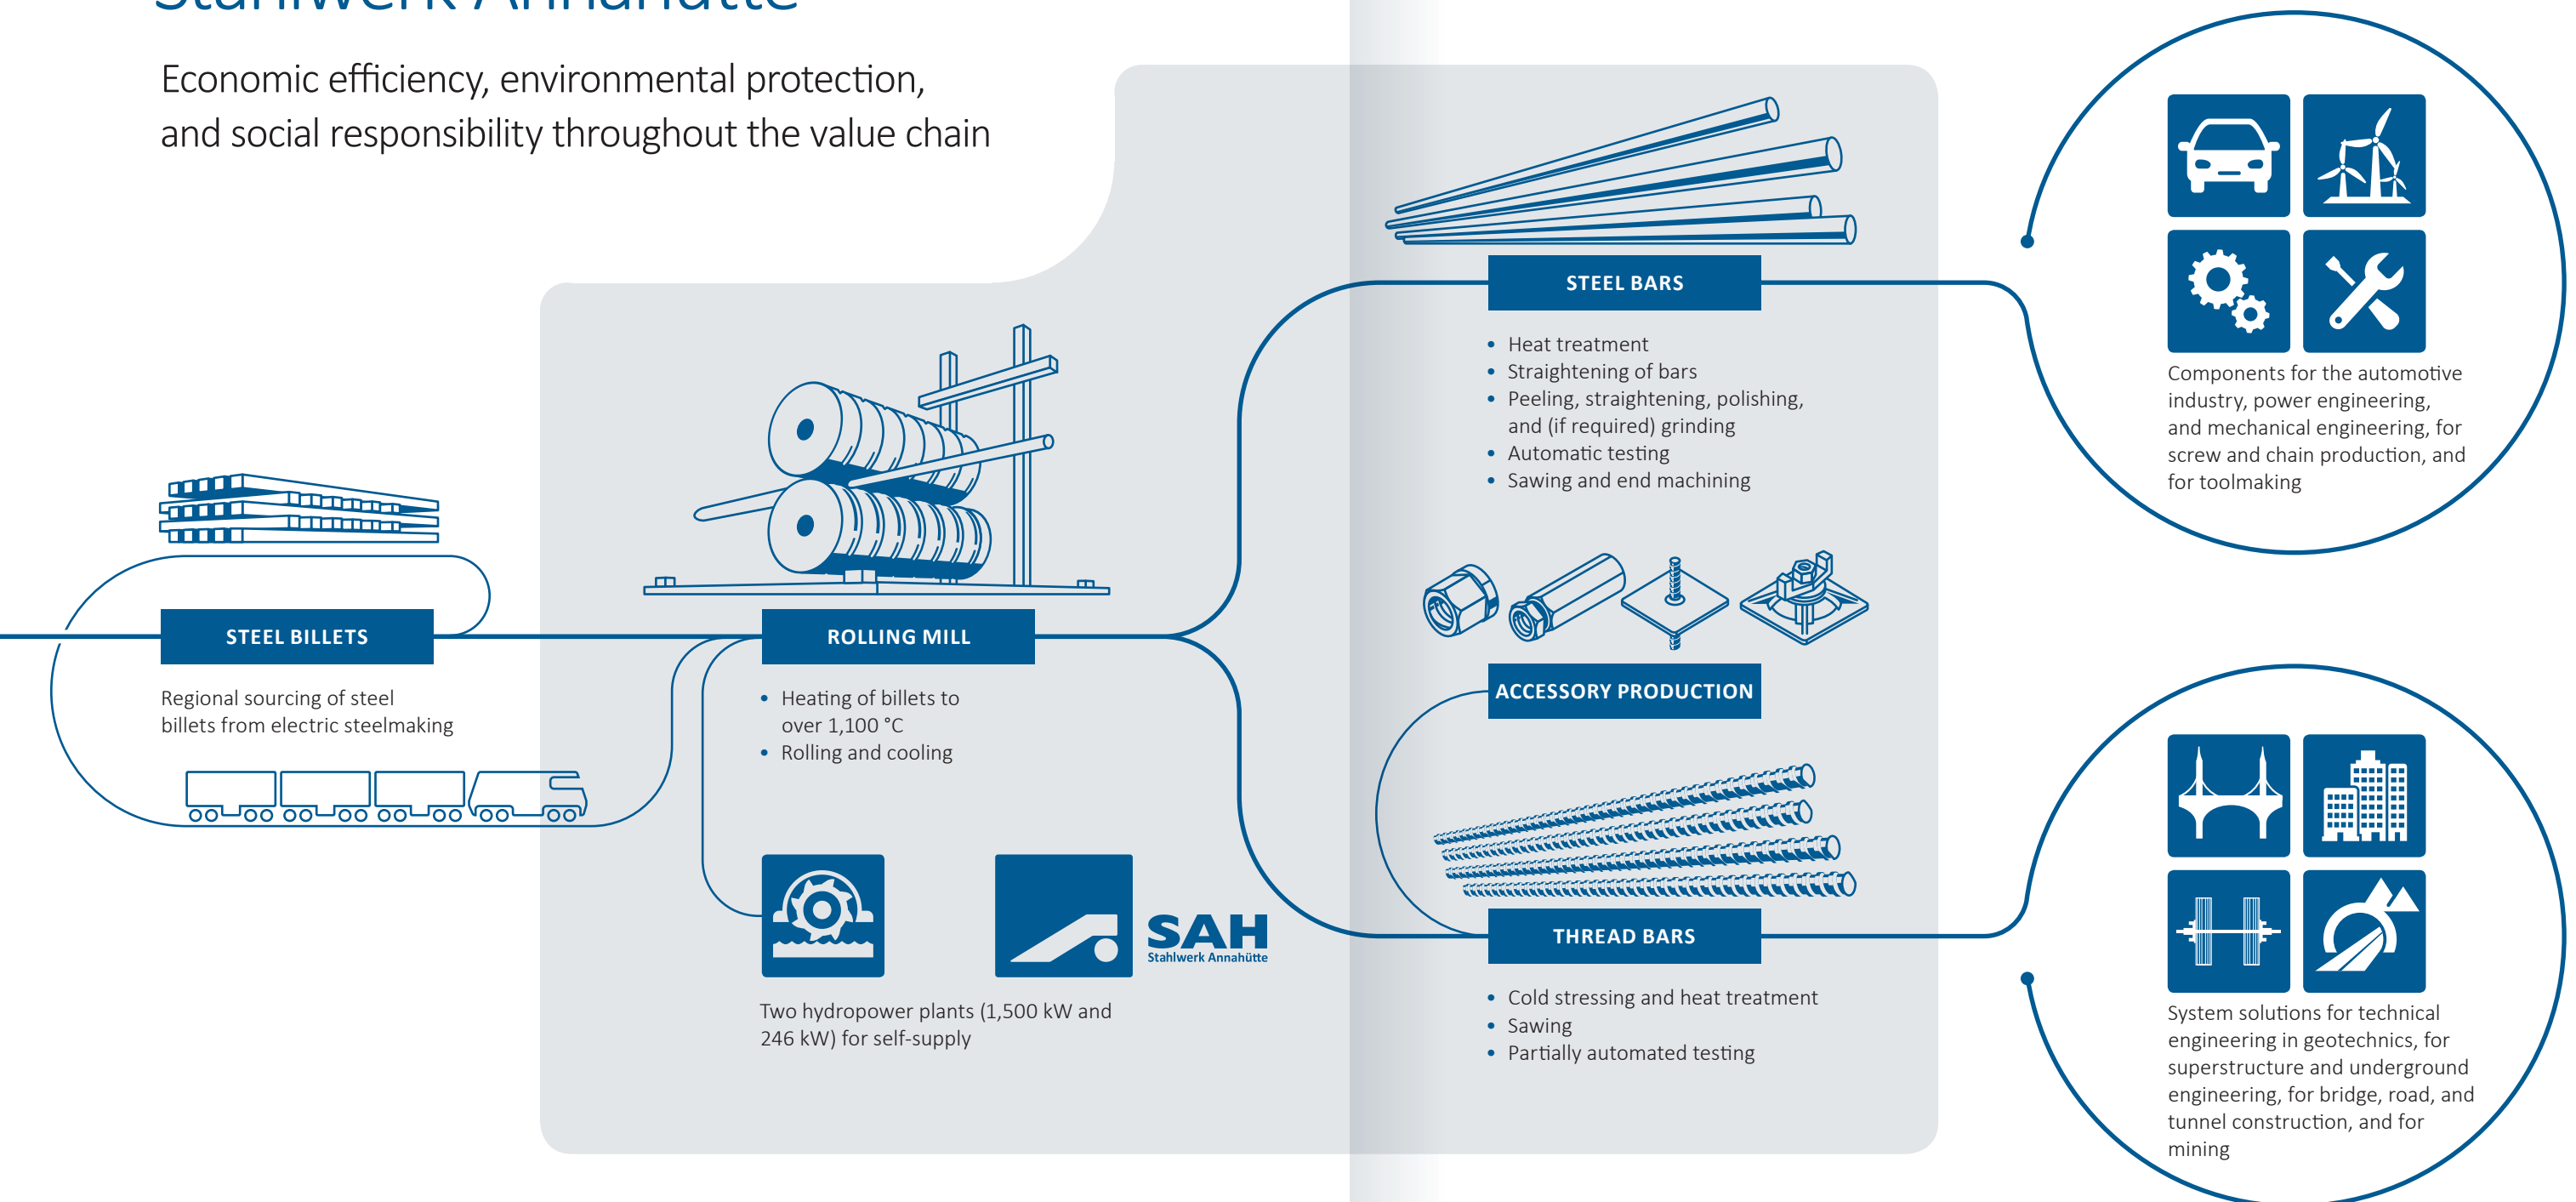 Stahlwerk Annahütte
Economic efficiency, environmental protection,
and social responsibility throughout the value chain
STEEL BILLETS
Regional sourcing of steel
billets from electric steelmaking
ROLLING MILL
• Heating of billets to
over 1,100 °C
• Rolling and cooling
Two hydropower plants (1,500 kW and
246 kW) for self-supply
SAH
Stahlwerk Annahütte
STEEL BARS
• Heat treatment
• Straightening of bars
• Peeling, straightening, polishing,
and (if required) grinding
• Automatic testing
• Sawing and end machining
ACCESSORY PRODUCTION
THREAD BARS
• Cold stressing and heat treatment
• Sawing
• Partially automated testing
Components for the automotive
industry, power engineering,
and mechanical engineering, for
screw and chain production, and
for toolmaking
System solutions for technical
engineering in geotechnics, for
superstructure and underground
engineering, for bridge, road, and
tunnel construction, and for
mining